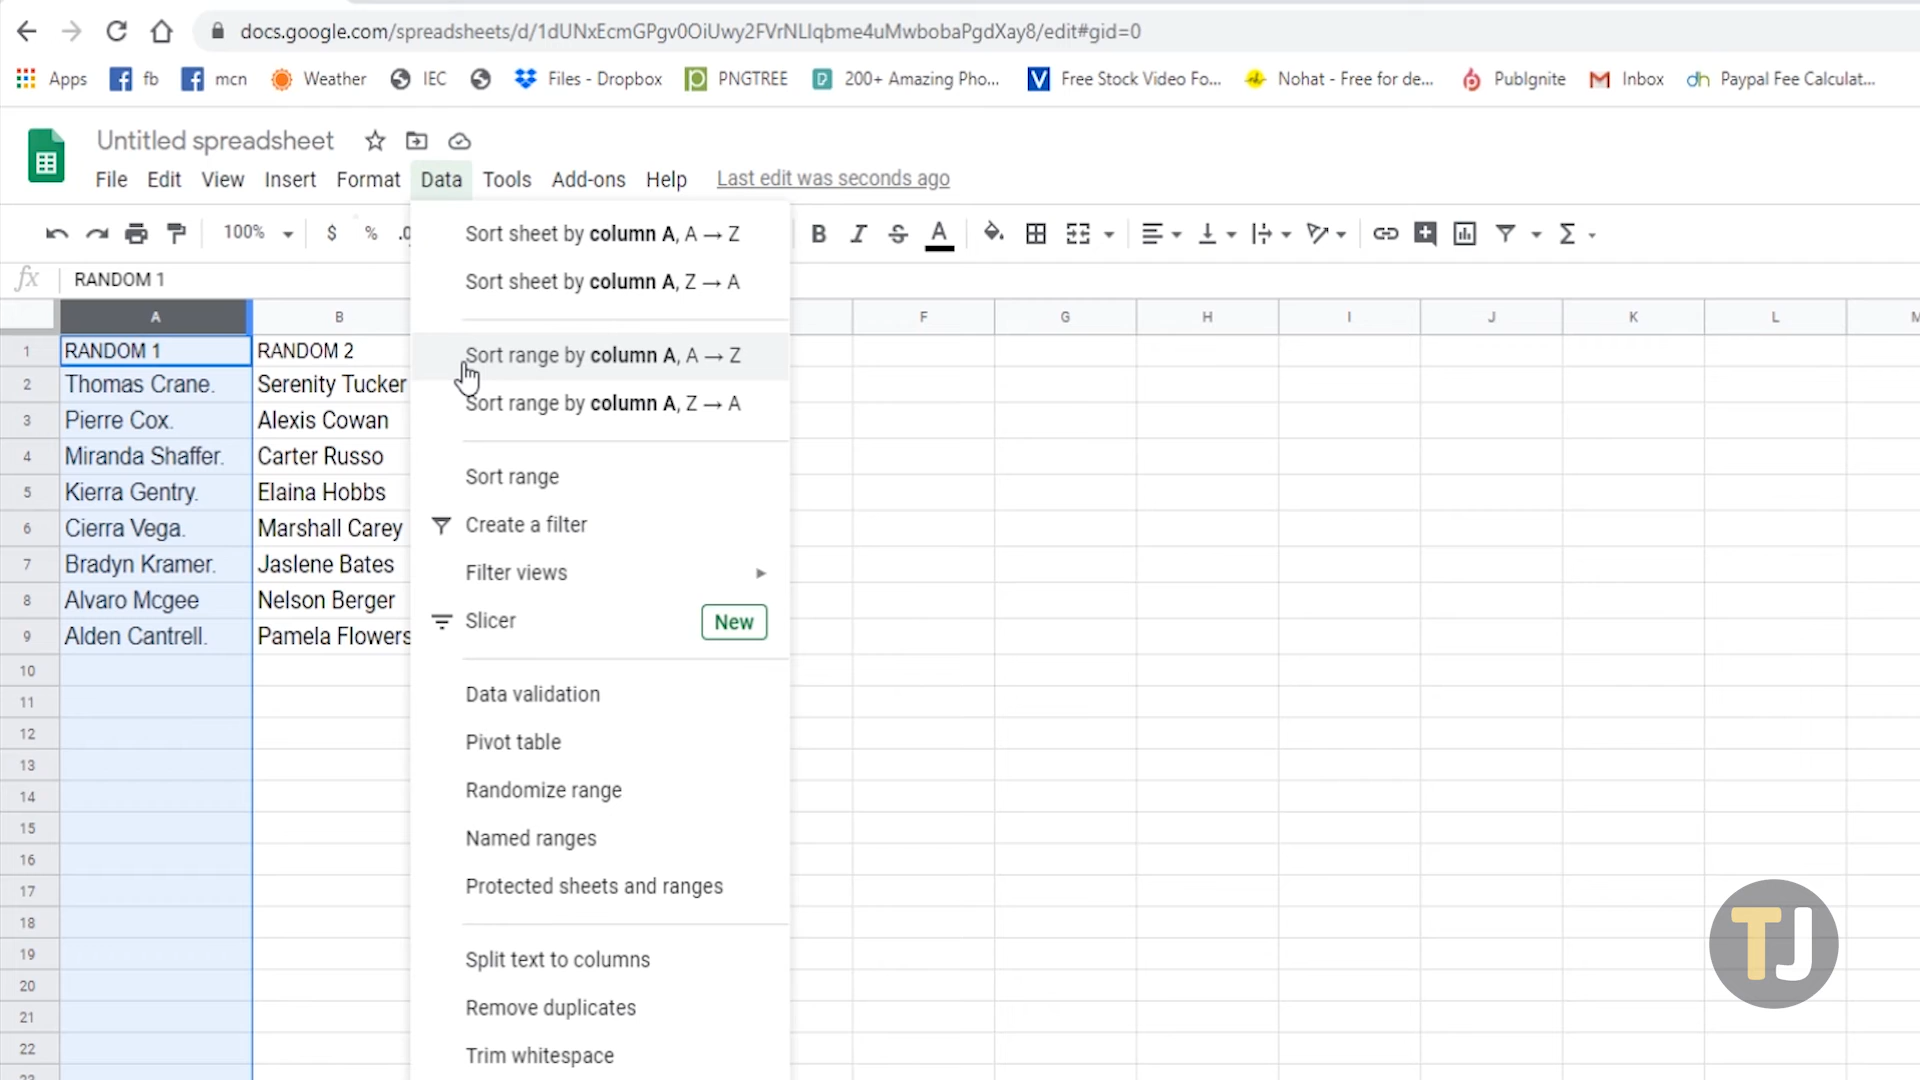 docs.google.com/spreadsheets/d/1dUNxEcmGPgv0OiUwy2FVrNLIqbme4uMwbobaPgdXay8/edit#gid=0
Apps fb mcn Weather IEC Files - Dropbox PNGTREE 200+ Amazing Pho... Free Stock Video Fo... Nohat - Free for de... PubIgnite Inbox Paypal Fee Calculat...
Untitled spreadsheet
File Edit View Insert Format Data Tools Add-ons Help Last edit was seconds ago
100% $ % .0 B I S A Σ
fx RANDOM 1
A B F G H I J K L M
1 RANDOM 1 RANDOM 2
2 Thomas Crane. Serenity Tucker
3 Pierre Cox. Alexis Cowan
4 Miranda Shaffer. Carter Russo
5 Kierra Gentry. Elaina Hobbs
6 Cierra Vega. Marshall Carey
7 Bradyn Kramer. Jaslene Bates
8 Alvaro Mcgee Nelson Berger
9 Alden Cantrell. Pamela Flowers
10
11
12
13
14
15
16
17
18
19
20
21
22
23
Sort sheet by column A, A → Z
Sort sheet by column A, Z → A
Sort range by column A, A → Z
Sort range by column A, Z → A
Sort range
Create a filter
Filter views
Slicer New
Data validation
Pivot table
Randomize range
Named ranges
Protected sheets and ranges
Split text to columns
Remove duplicates
Trim whitespace
TJ